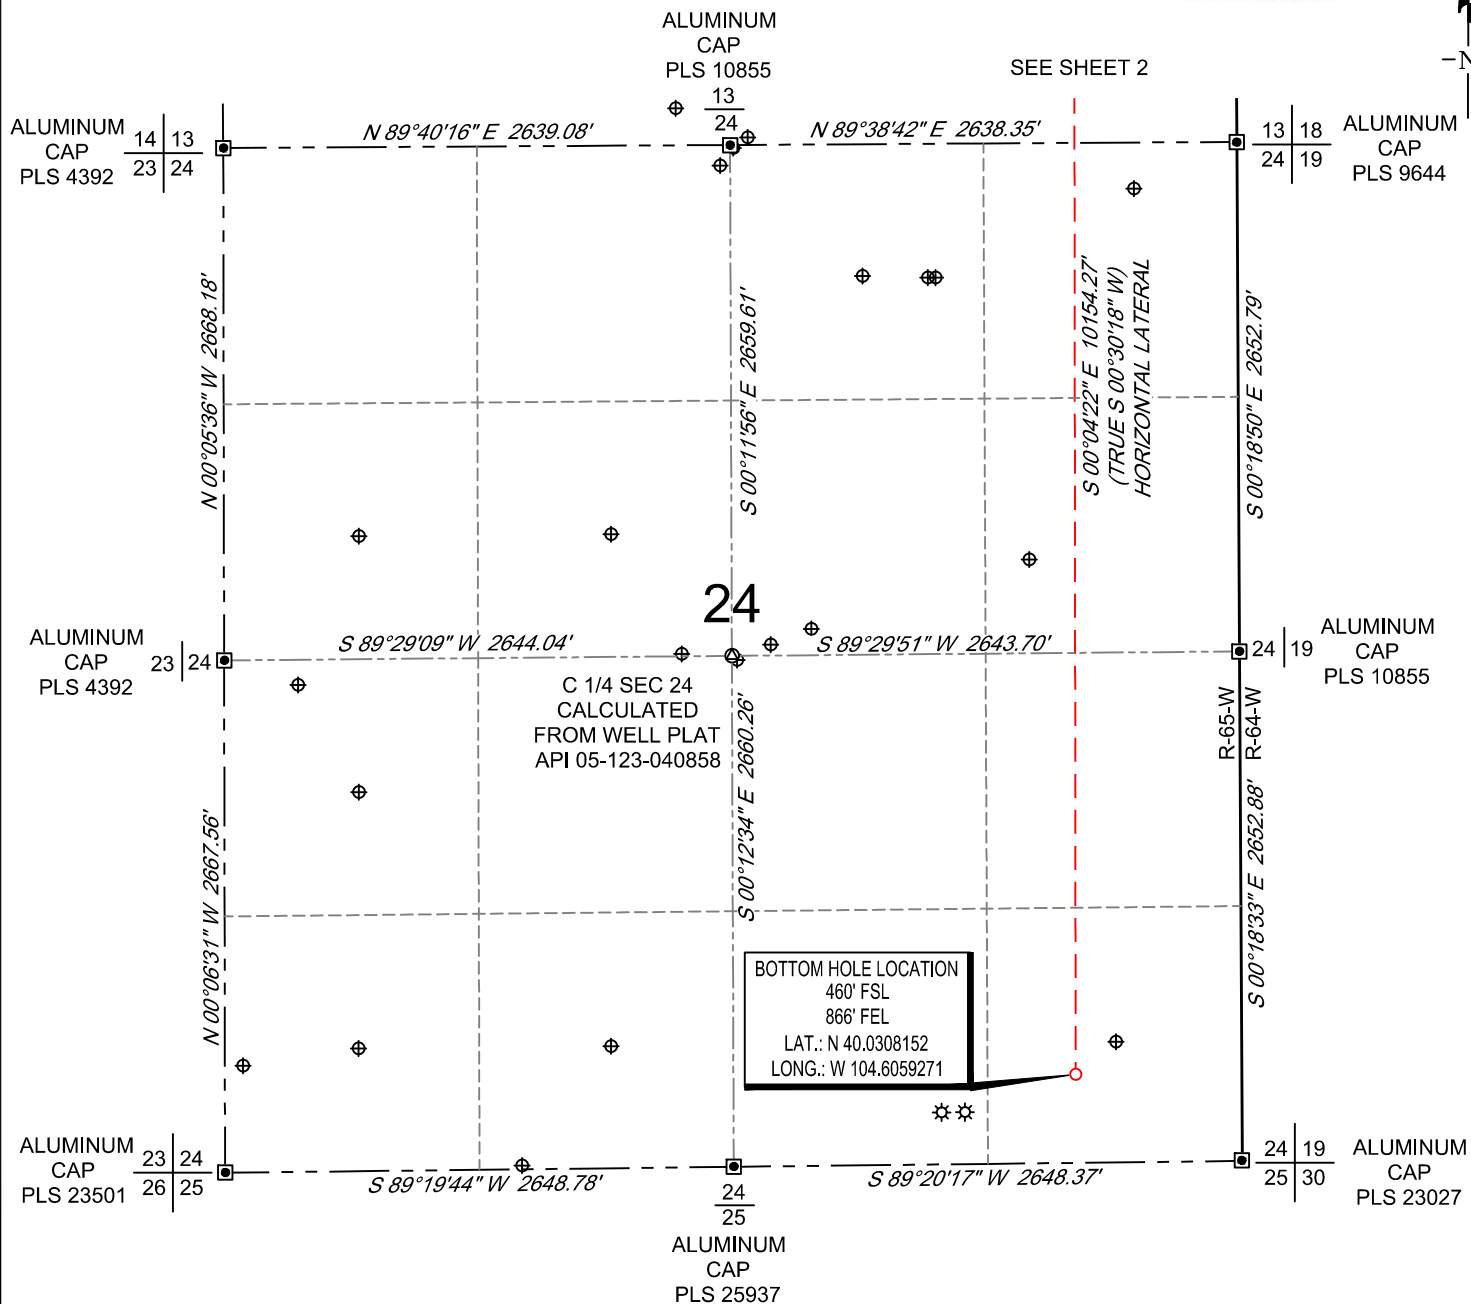 ALUMINUM
CAP
PLS 10855
13
24
SEE SHEET 2
-N
ALUMINUM
CAP
PLS 4392
14 13
23 24
N 89°40'16" E 2639.08'
N 89°38'42" E 2638.35'
13 18
24 19
ALUMINUM
CAP
PLS 9644
N 00°05'36" W 2668.18'
S 00°11'56" E 2659.61'
S 00°04'22" E 10154.27'
(TRUE S 00°30'18" W)
HORIZONTAL LATERAL
S 00°18'50" E 2652.79'
24
ALUMINUM
CAP
PLS 4392
23 24
S 89°29'09" W 2644.04'
S 89°29'51" W 2643.70'
24 19
ALUMINUM
CAP
PLS 10855
C 1/4 SEC 24
CALCULATED
FROM WELL PLAT
API 05-123-040858
R-65-W
R-64-W
N 00°06'31" W 2667.56'
S 00°12'34" E 2660.26'
S 00°18'33" E 2652.88'
BOTTOM HOLE LOCATION
460' FSL
866' FEL
LAT.: N 40.0308152
LONG.: W 104.6059271
ALUMINUM
CAP
PLS 23501
23 24
26 25
S 89°19'44" W 2648.78'
S 89°20'17" W 2648.37'
24
25
ALUMINUM
CAP
PLS 25937
24 19
25 30
ALUMINUM
CAP
PLS 23027